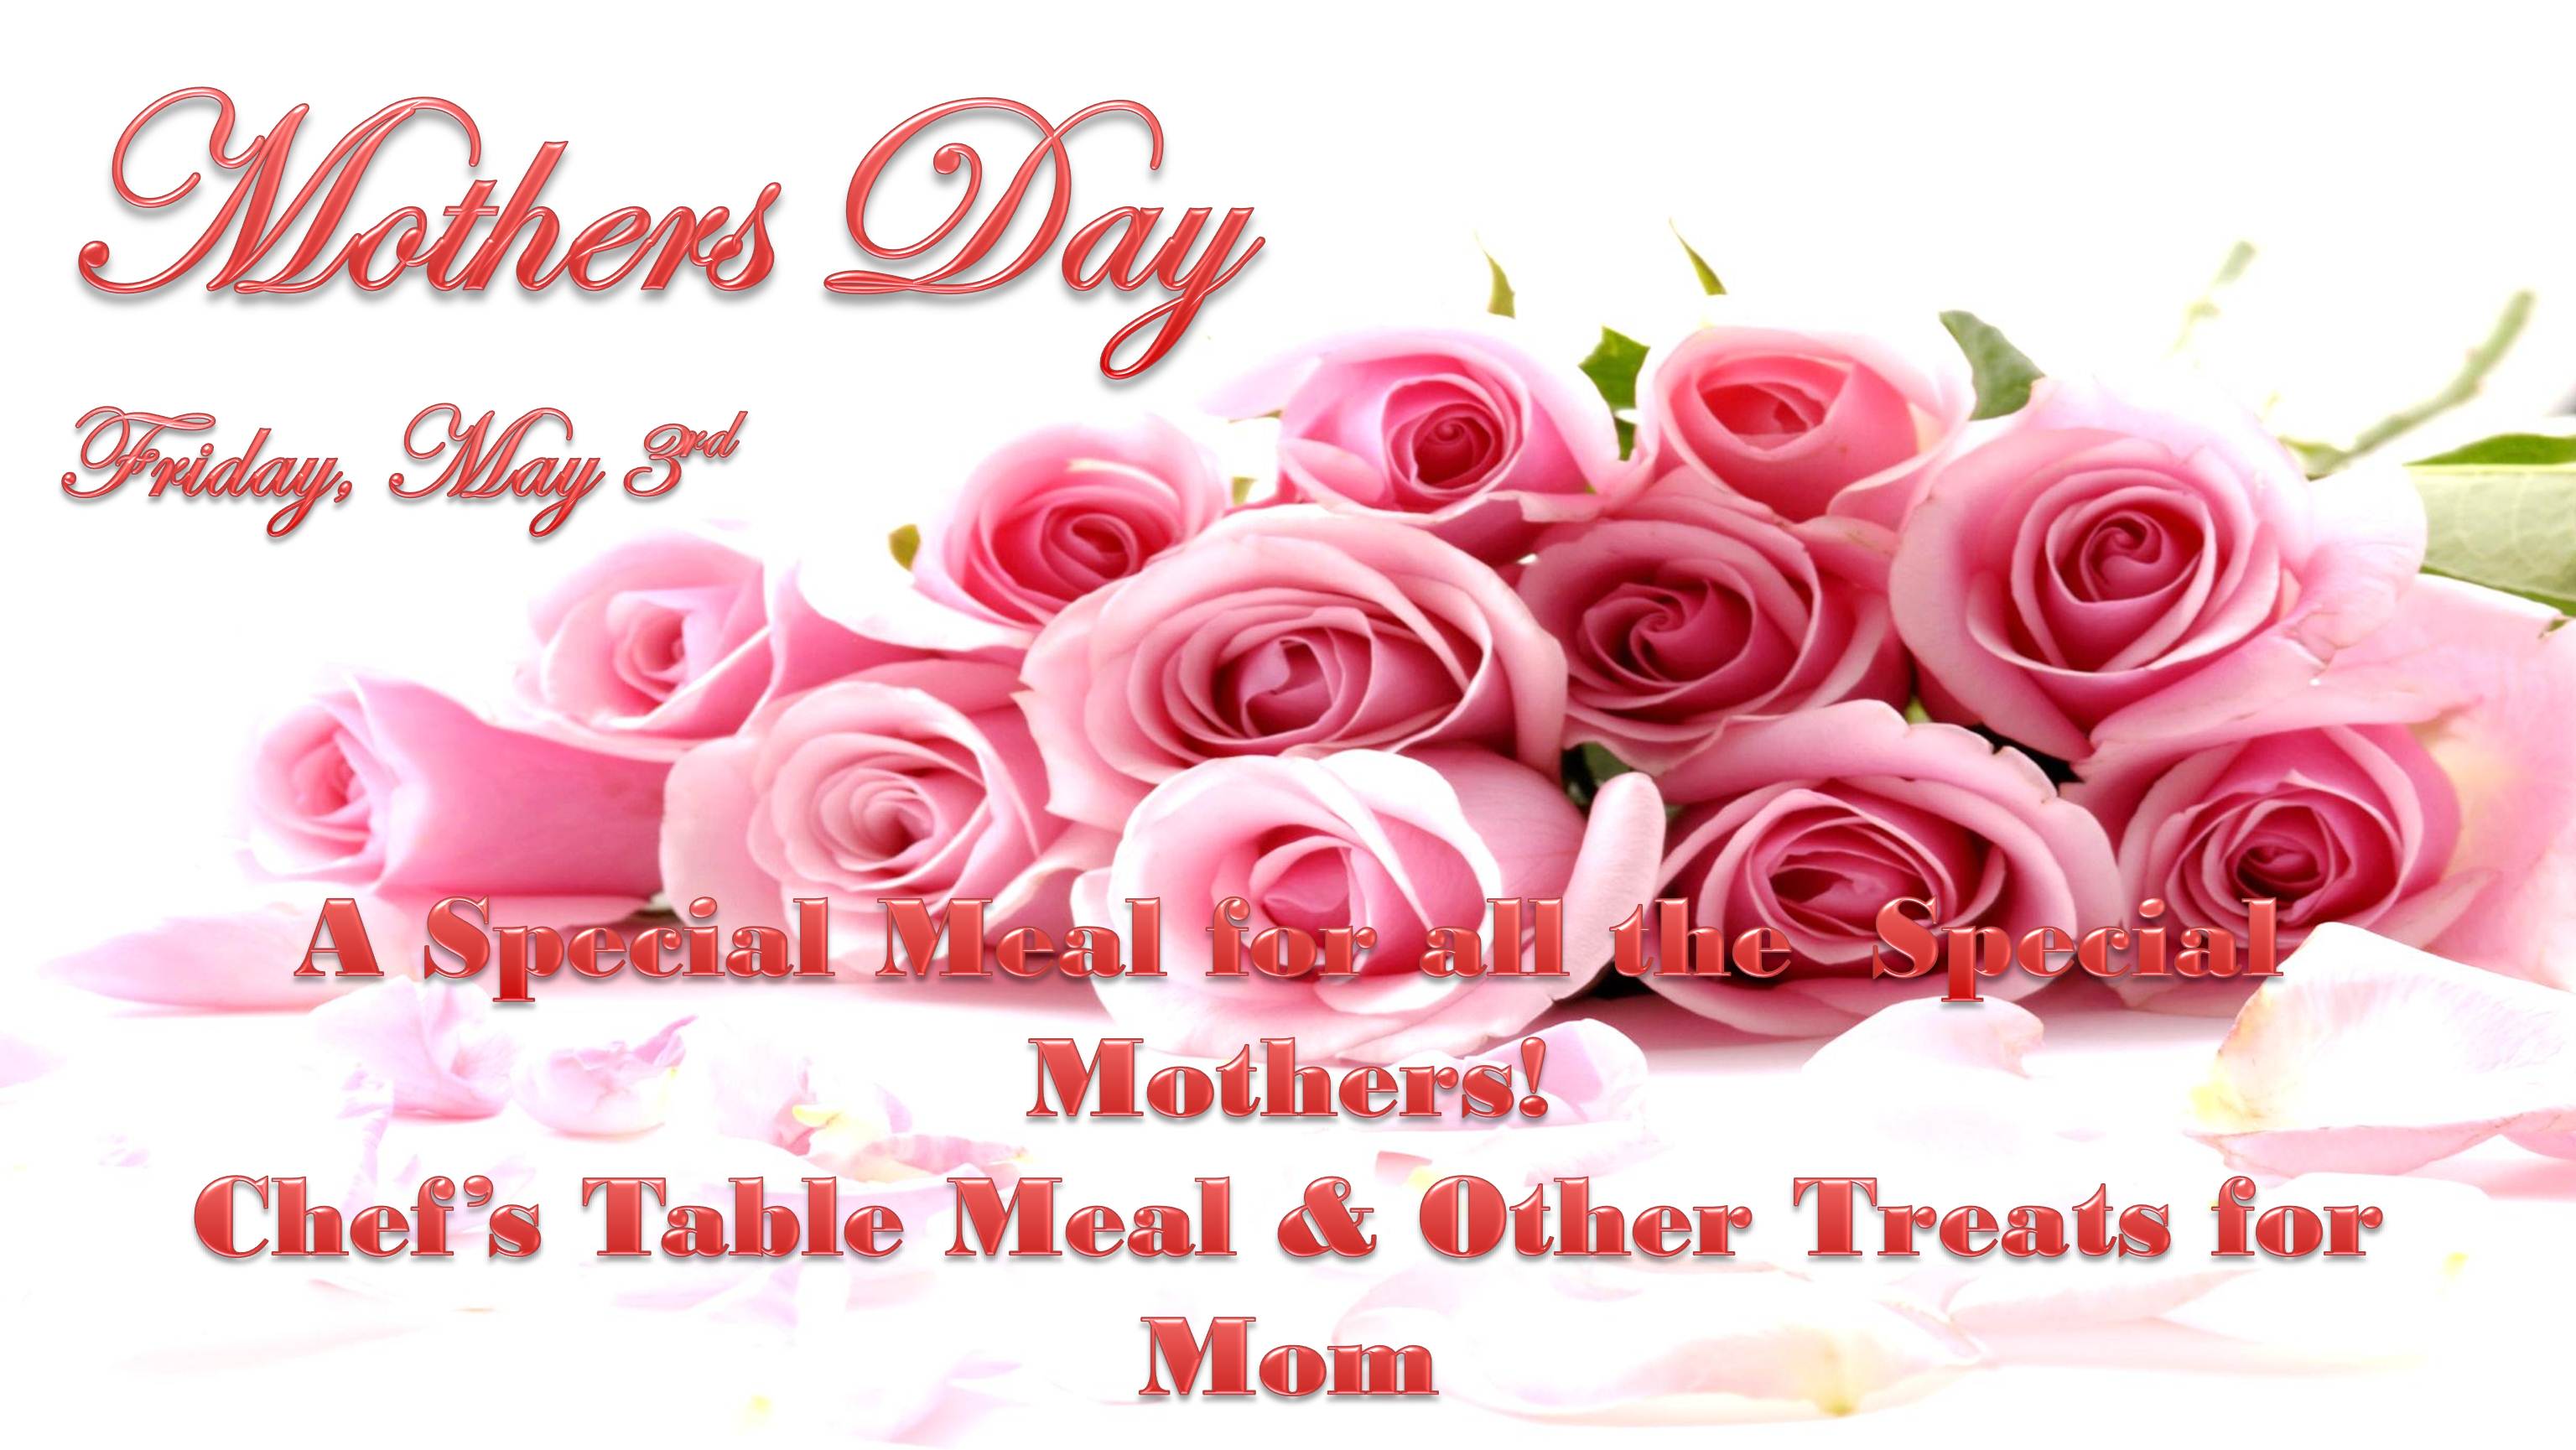 Mothers Day
Friday, May 3rd
A Special Meal for all the Special
Mothers!
Chef’s Table Meal & Other Treats for
Mom